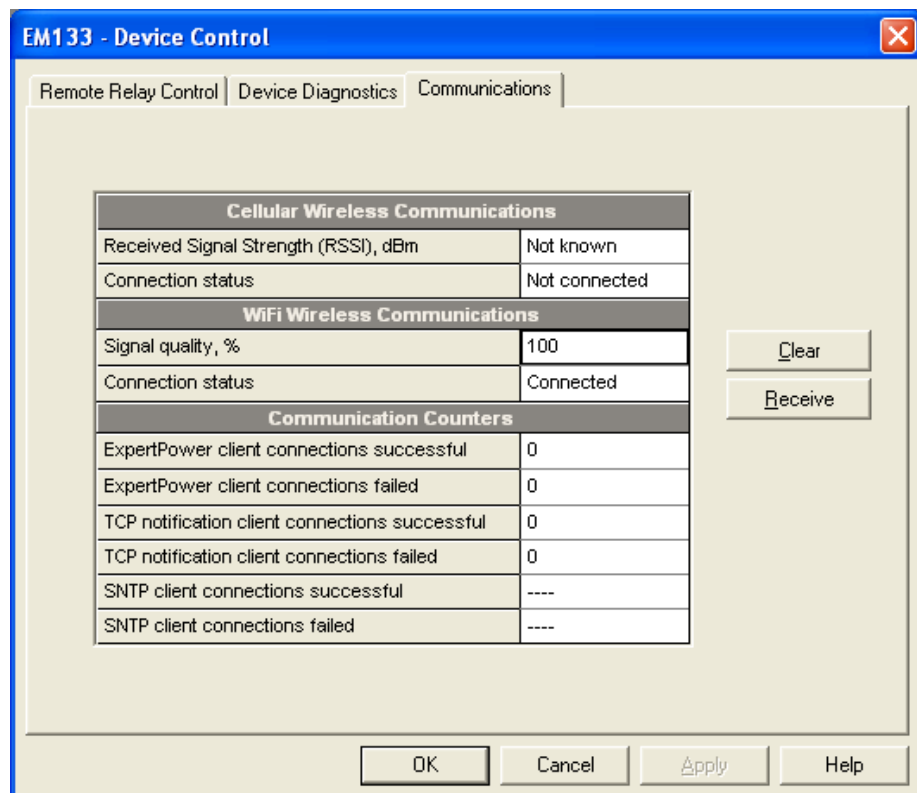 EM133 - Device Control
Remote Relay Control Device Diagnostics Communications
Cellular Wireless Communications
Received Signal Strength (RSSI), dBm Not known
Connection status Not connected
WiFi Wireless Communications
Signal quality, % 100
Connection status Connected
Communication Counters
ExpertPower client connections successful 0
ExpertPower client connections failed 0
TCP notification client connections successful 0
TCP notification client connections failed 0
SNTP client connections successful ----
SNTP client connections failed ----
Clear
Receive
OK Cancel Apply Help